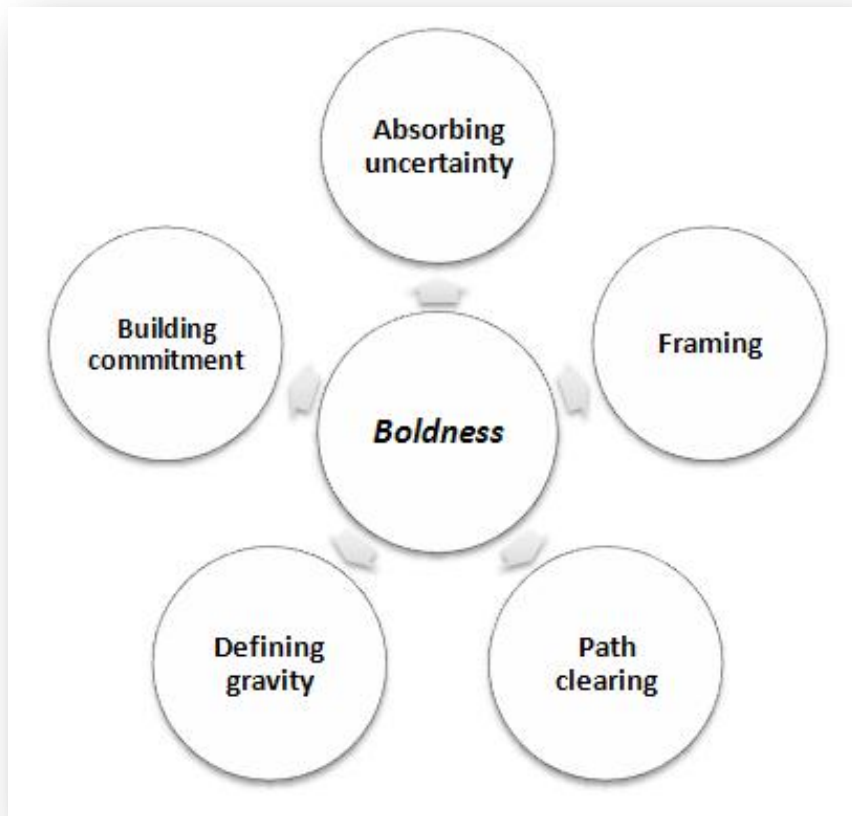 Absorbing
uncertainty
Building
commitment
Framing
Boldness
Defining
gravity
Path
clearing